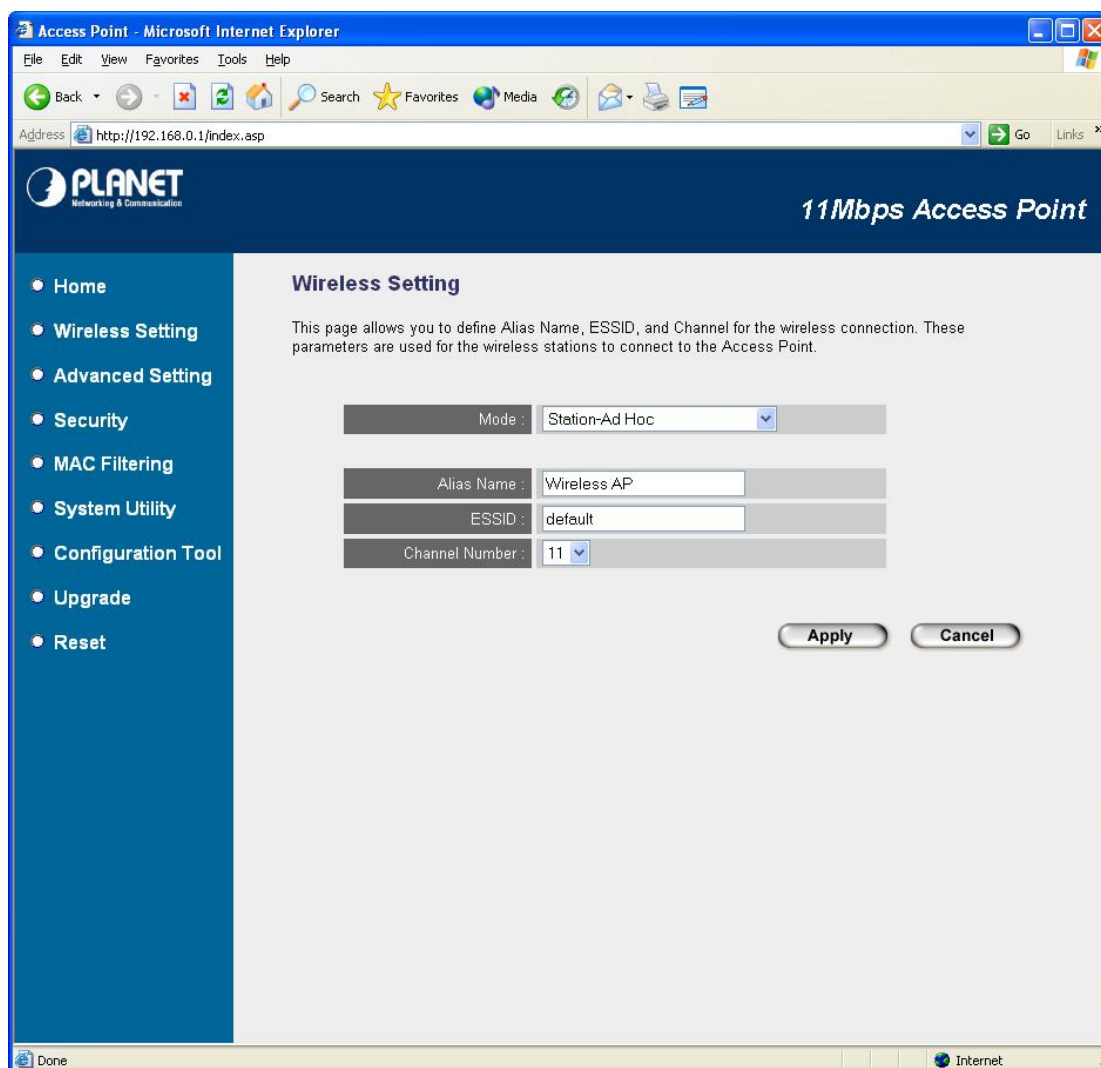 Access Point - Microsoft Internet Explorer
File Edit View Favorites Tools Help
Back Search Favorites Media
Address http://192.168.0.1/index.asp Go Links »
PLANET
Networking & Communication
11Mbps Access Point
Home
Wireless Setting
Advanced Setting
Security
MAC Filtering
System Utility
Configuration Tool
Upgrade
Reset
Wireless Setting
This page allows you to define Alias Name, ESSID, and Channel for the wireless connection. These
parameters are used for the wireless stations to connect to the Access Point.
Mode : Station-Ad Hoc
Alias Name : Wireless AP
ESSID : default
Channel Number : 11
Apply Cancel
Done Internet